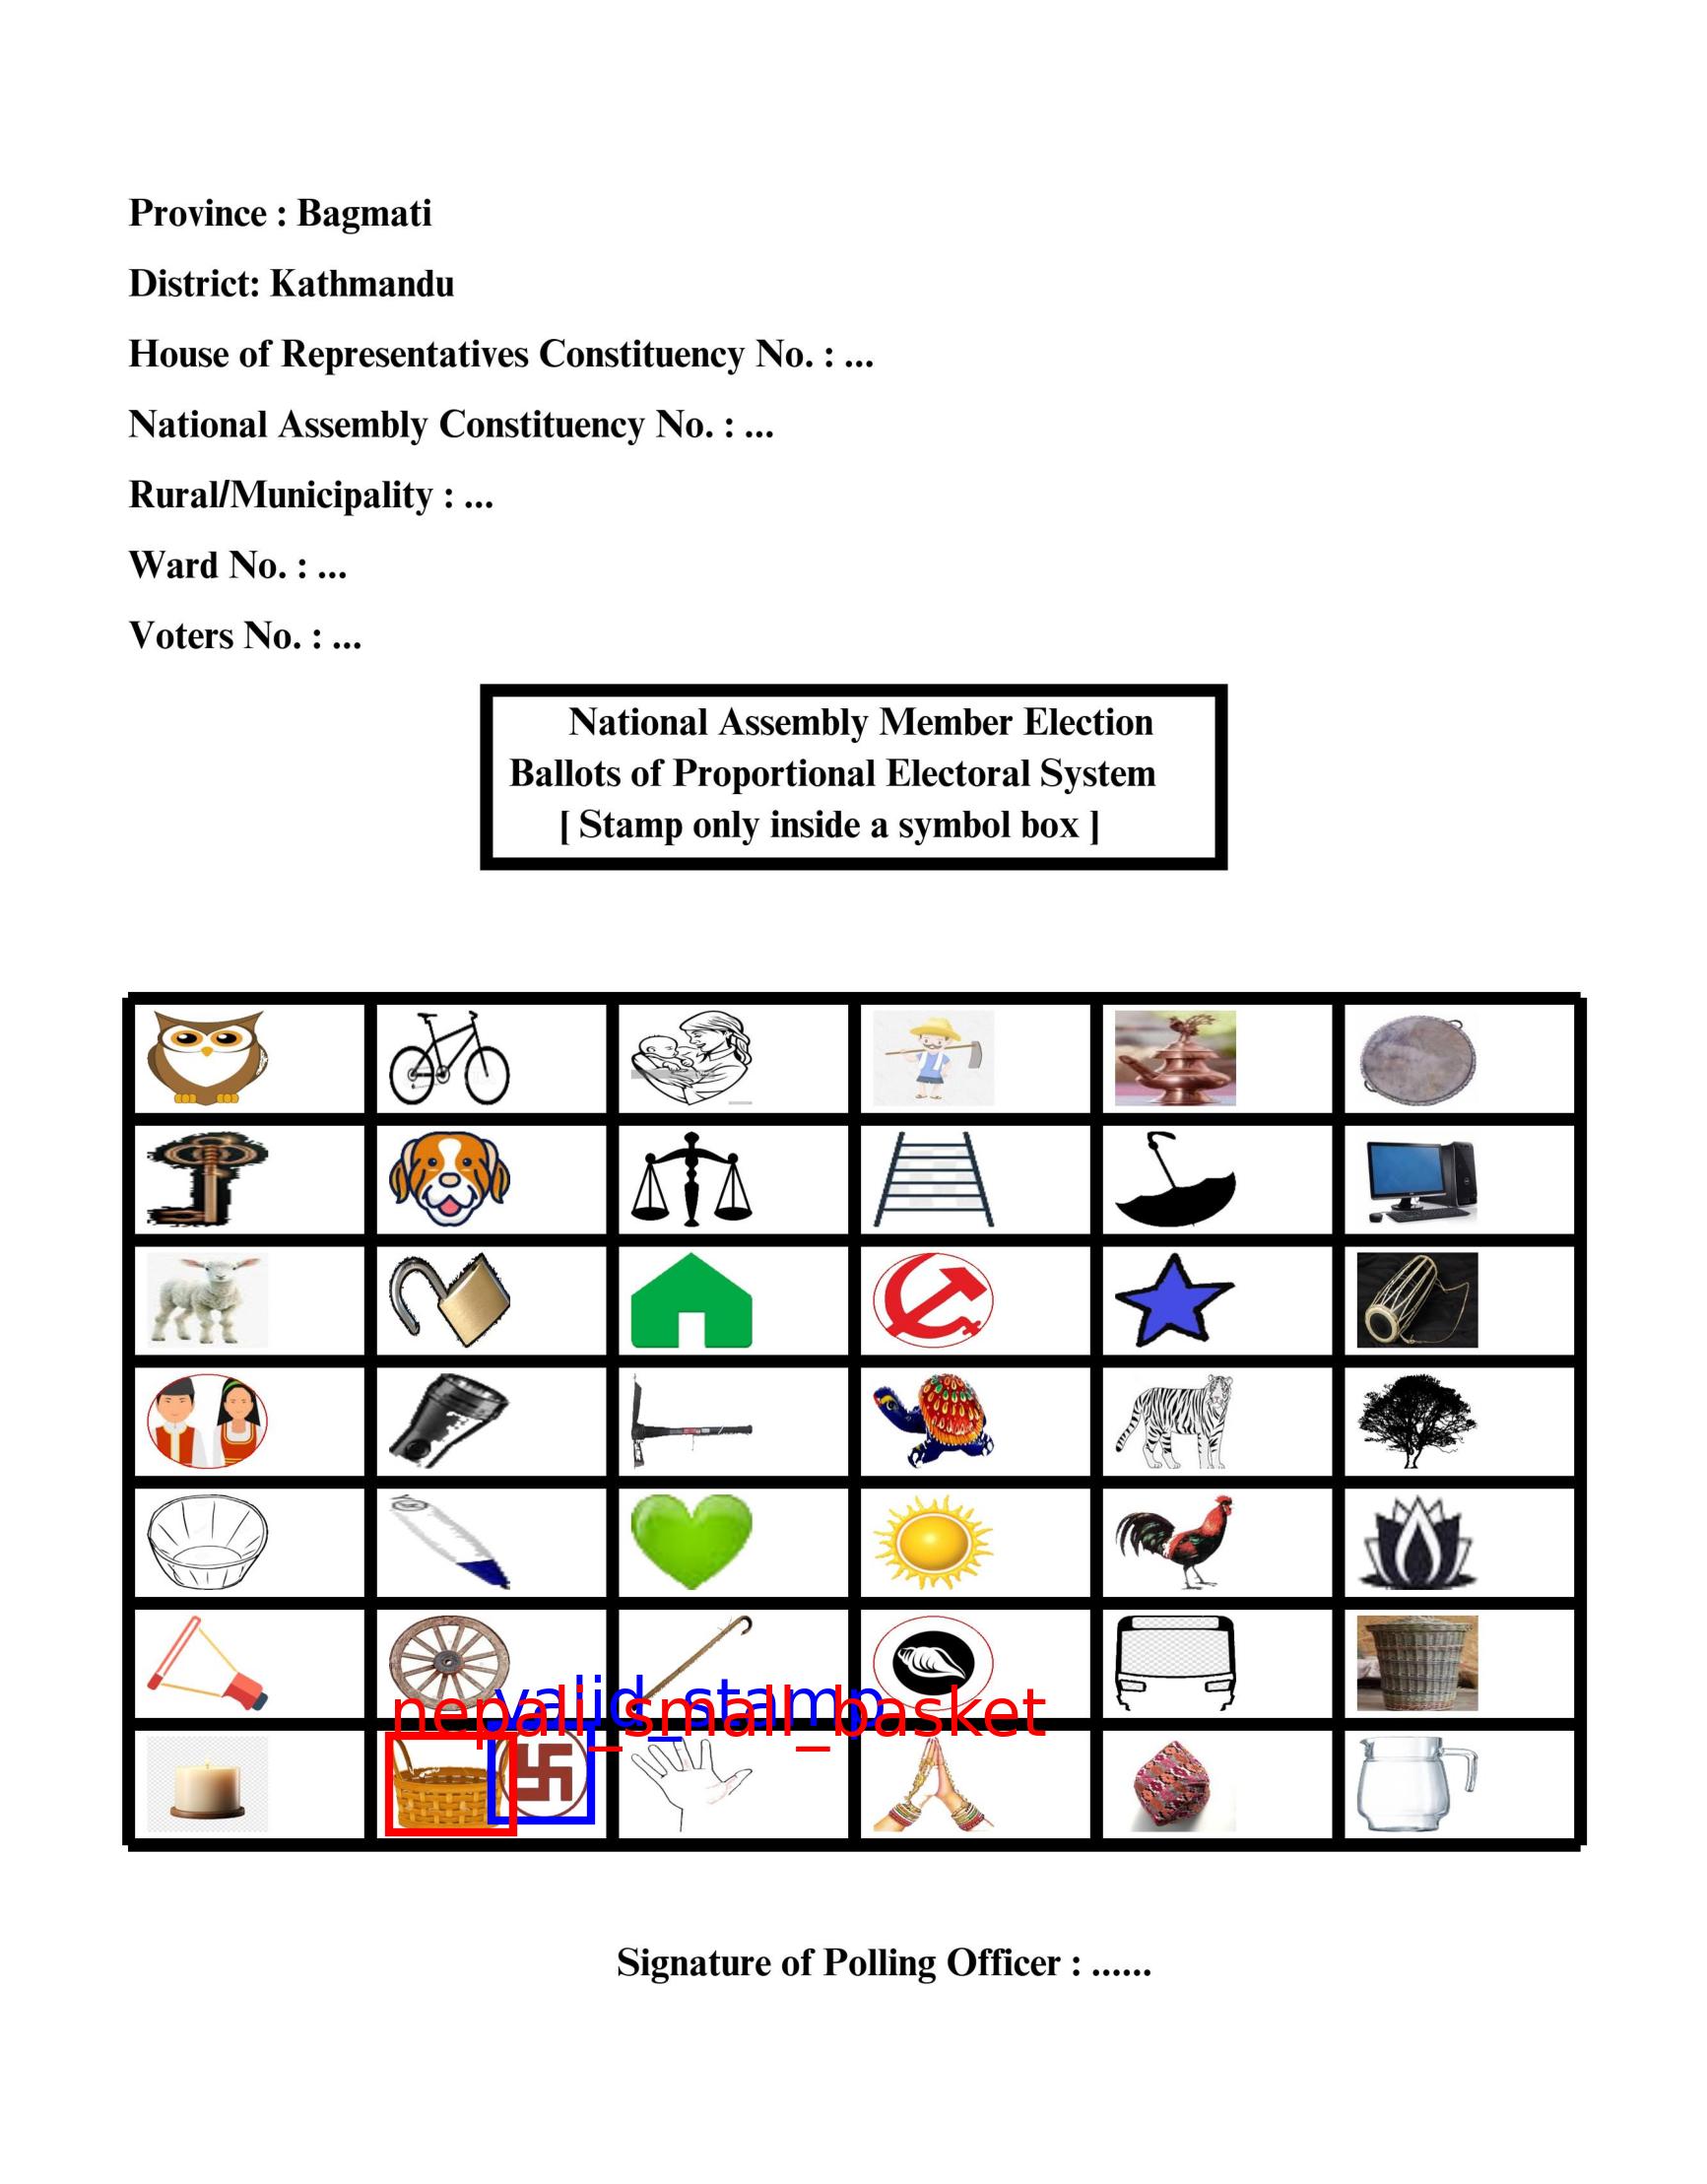 Province : Bagmati
District: Kathmandu
House of Representatives Constituency No. : ...
National Assembly Constituency No. : ...
Rural/Municipality : ...
Ward No. : ...
Voters No. : ...
National Assembly Member Election
Ballots of Proportional Electoral System
[ Stamp only inside a symbol box ]
valid_stamp
nepali_small_basket
Signature of Polling Officer : ......